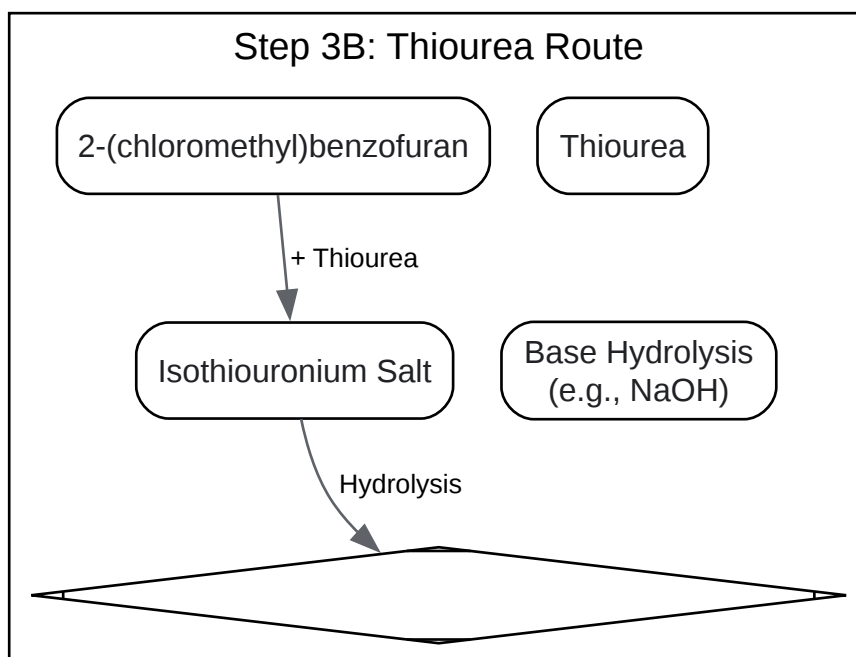 Step 3B: Thiourea Route
2-(chloromethyl)benzofuran
Thiourea
+ Thiourea
Isothiouronium Salt
Base Hydrolysis
(e.g., NaOH)
Hydrolysis